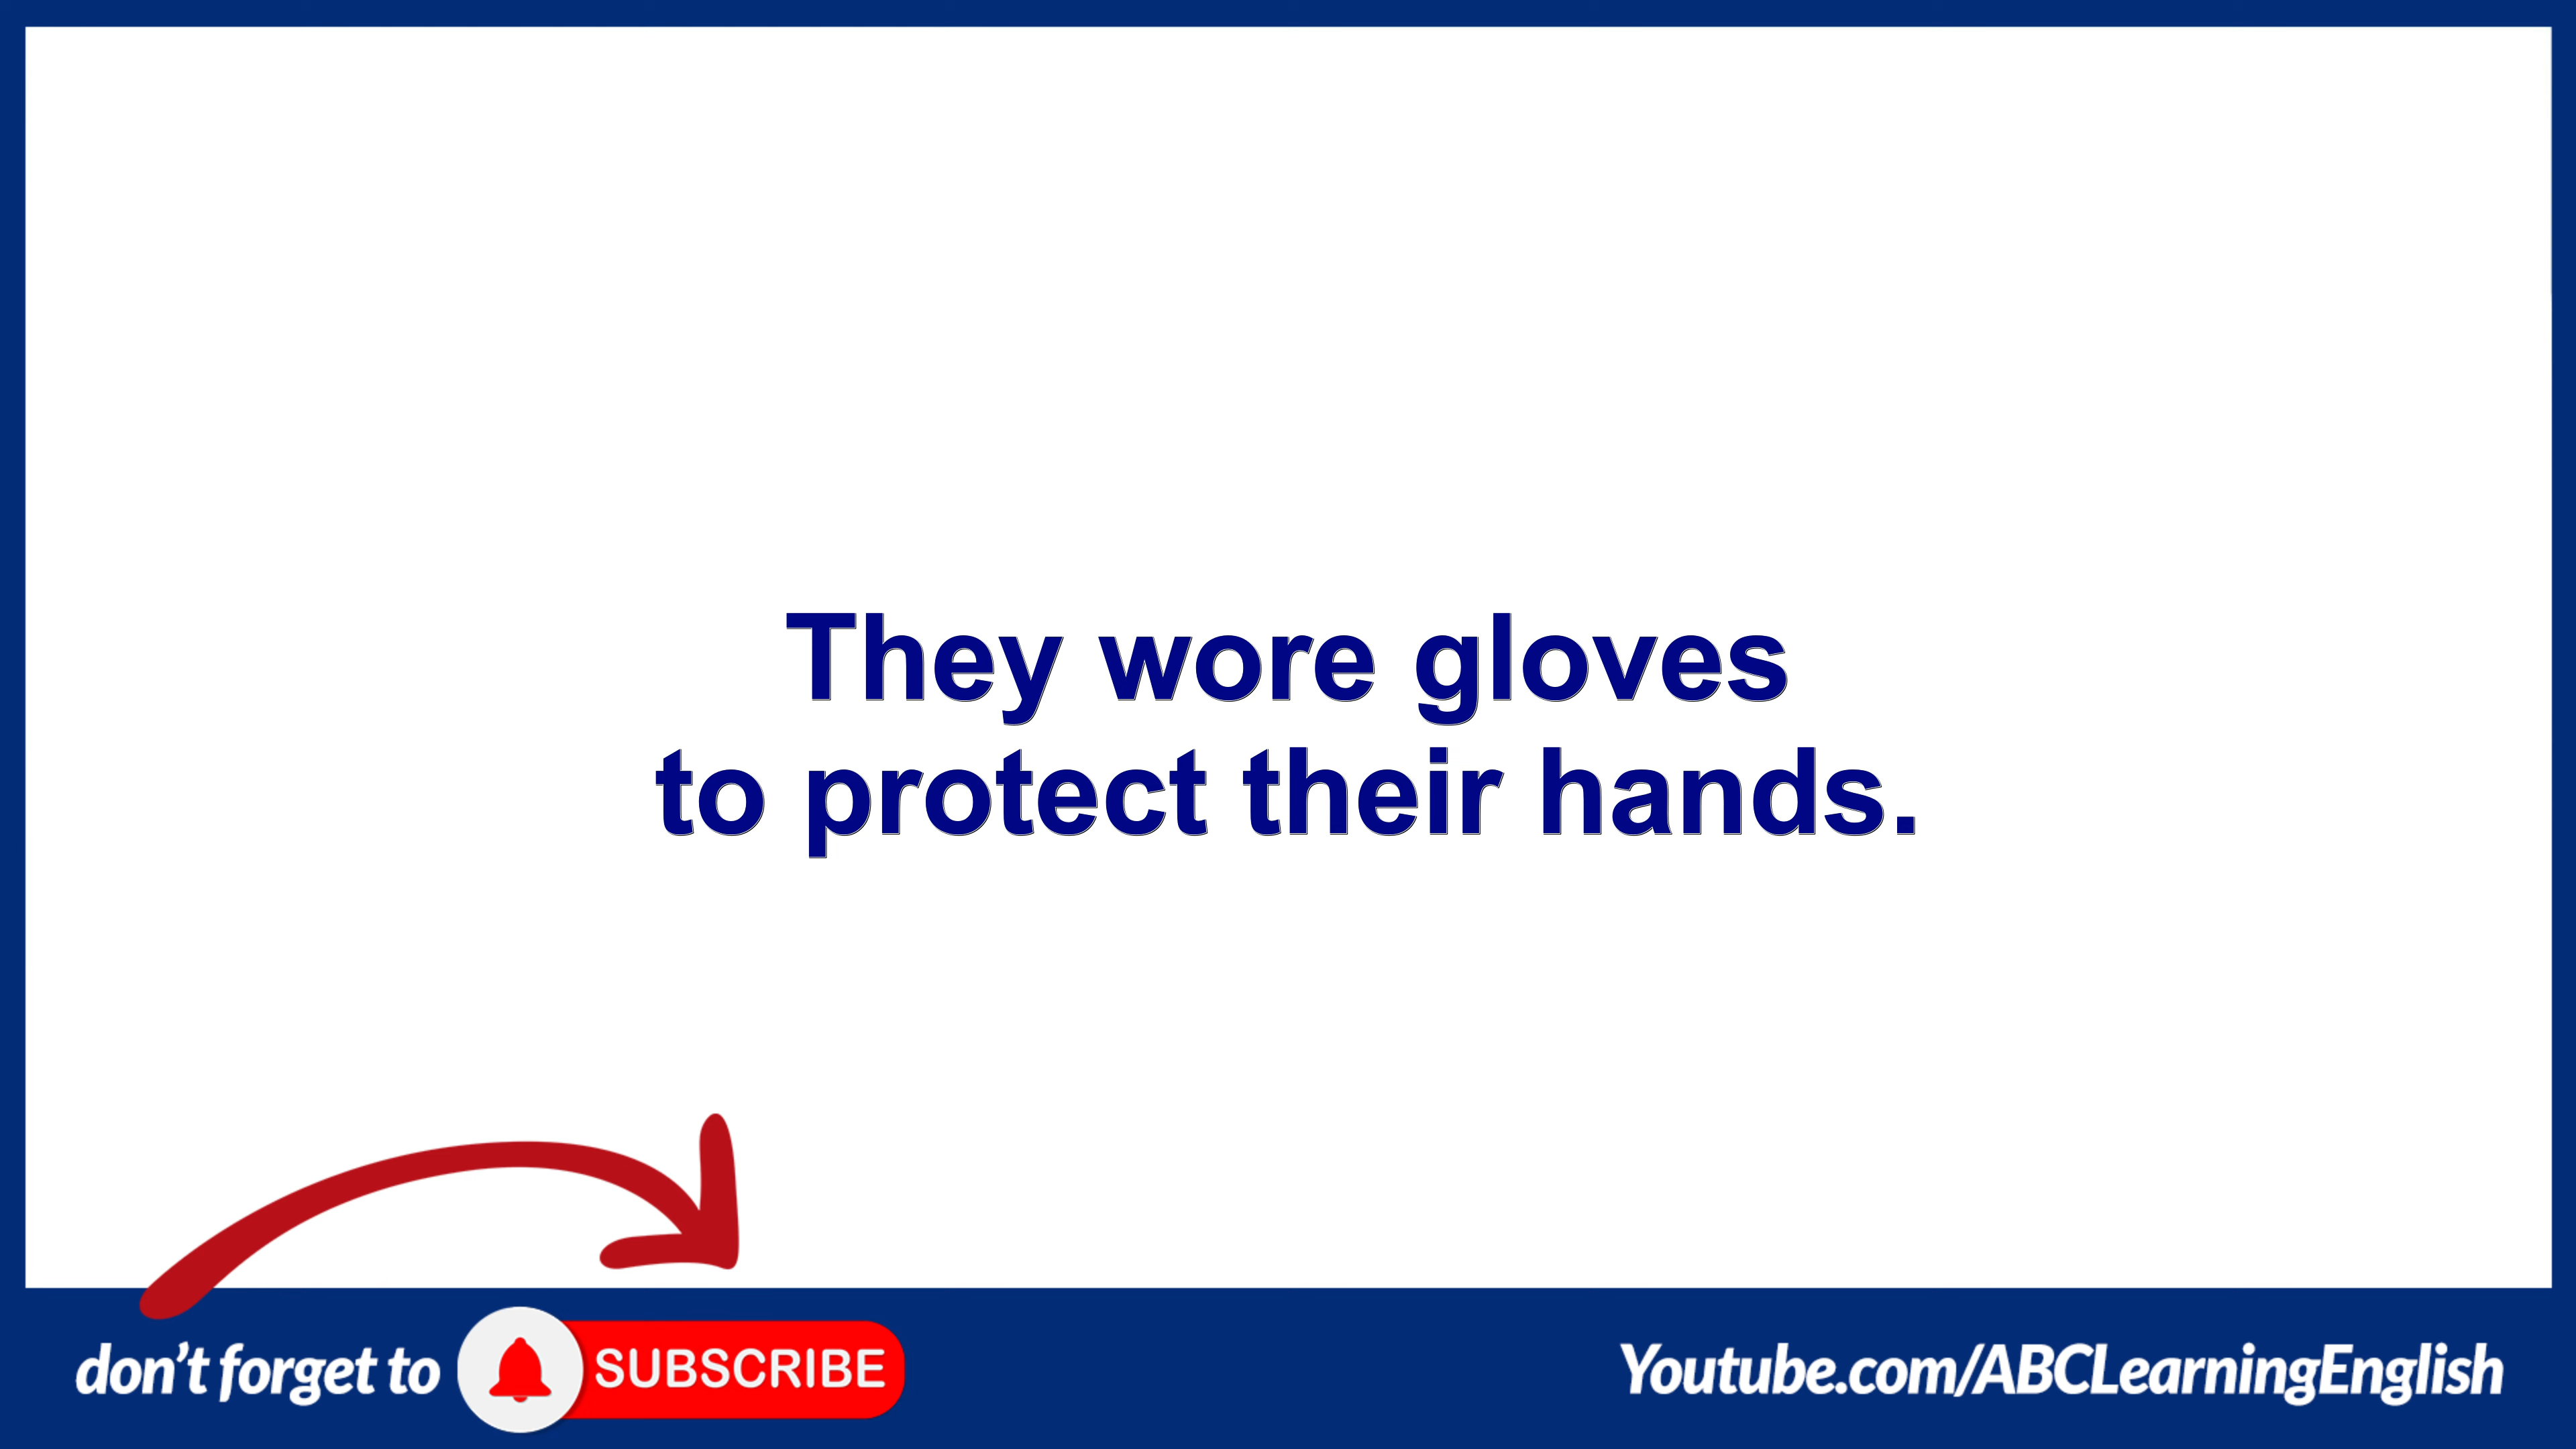 They wore gloves
to protect their hands.
don't forget to SUBSCRIBE
Youtube.com/ABCLearningEnglish